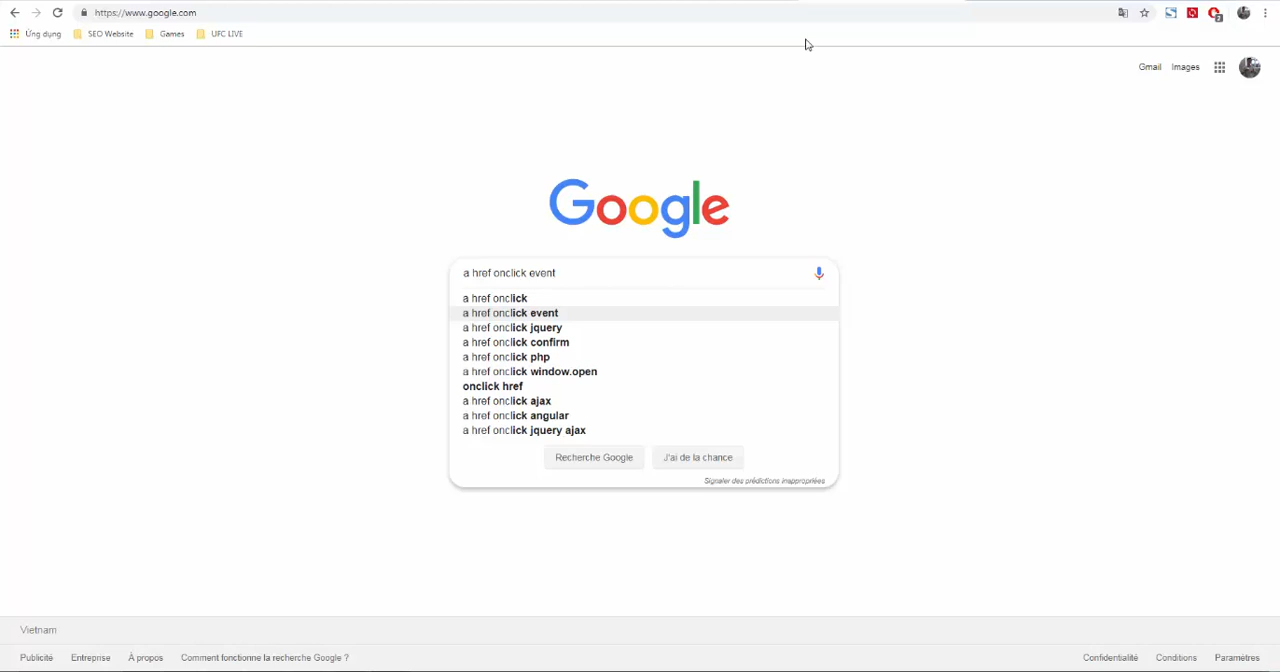 https://www.google.com
2
Ứng dụng SEO Website Games UFC LIVE
Gmail Images
Google
a href onclick event
a href onclick
a href onclick event
a href onclick jquery
a href onclick confirm
a href onclick php
a href onclick window.open
onclick href
a href onclick ajax
a href onclick angular
a href onclick jquery ajax
Recherche Google J'ai de la chance
Signaler des prédictions inappropriées
Vietnam
Publicité Entreprise À propos Comment fonctionne la recherche Google ? Confidentialité Conditions Paramètres